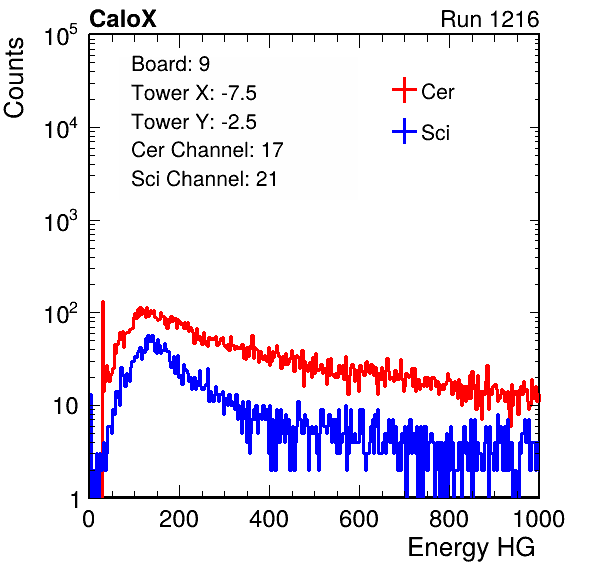 CaloX Run 1216
Counts
10^5
Board: 9
Tower X: -7.5
Tower Y: -2.5
Cer Channel: 17
Sci Channel: 21
Cer
Sci
10^4
10^3
10^2
10
1
0 200 400 600 800 1000
Energy HG